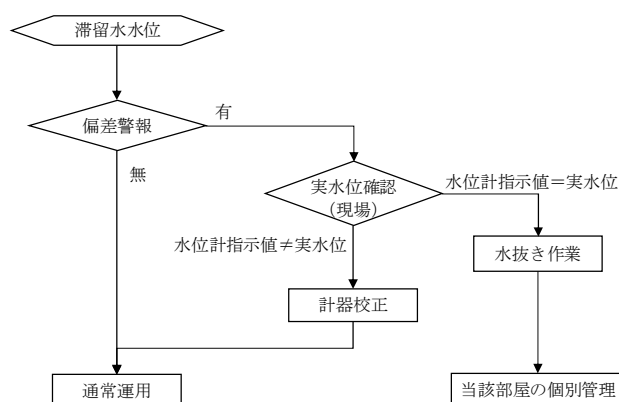 滞留水水位
偏差警報
有
無
実水位確認
(現場)
水位計指示値＝実水位
水位計指示値≠実水位
水抜き作業
計器校正
通常運用
当該部屋の個別管理